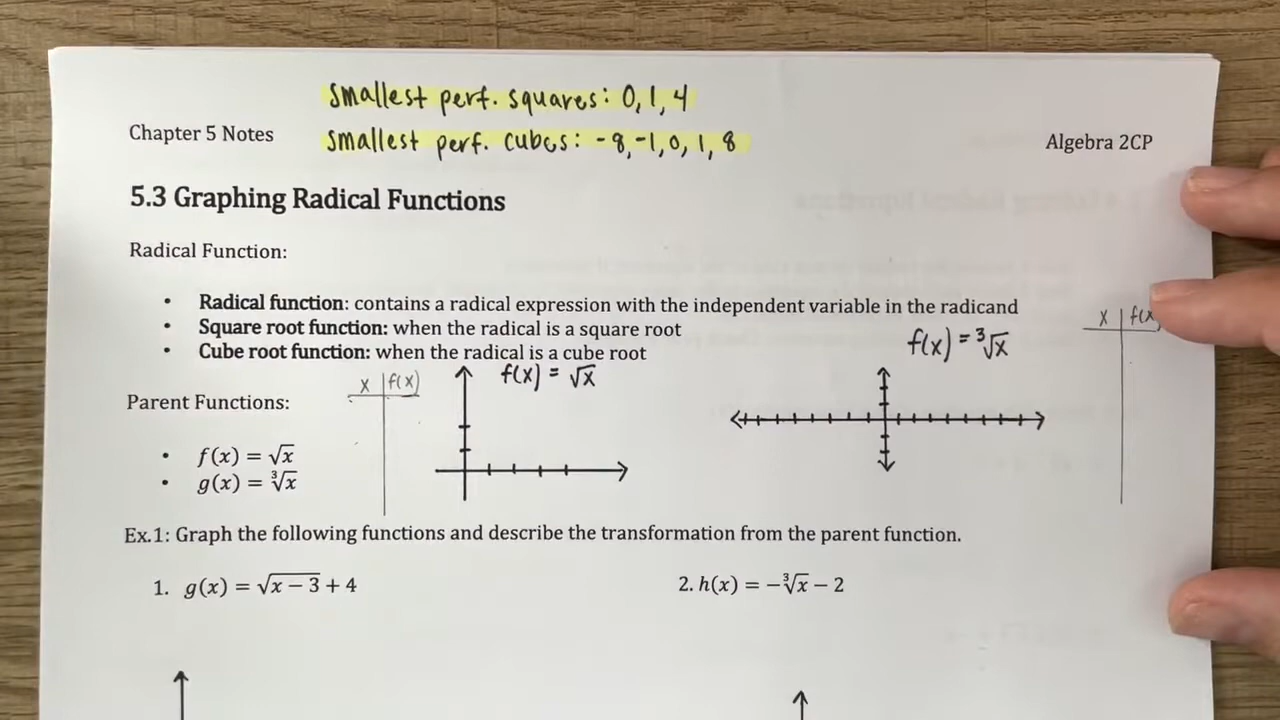 smallest perf. squares: 0, 1, 4
Chapter 5 Notes
smallest perf. cubes: -8, -1, 0, 1, 8
Algebra 2CP
5.3 Graphing Radical Functions
Radical Function:
• Radical function: contains a radical expression with the independent variable in the radicand
• Square root function: when the radical is a square root
• Cube root function: when the radical is a cube root
x f(x)
f(x) = √x
f(x) = ∛x
x f(x
Parent Functions:
• f(x) = √x
• g(x) = ∛x
Ex.1: Graph the following functions and describe the transformation from the parent function.
1. g(x) = √(x − 3) + 4
2. h(x) = −∛x − 2